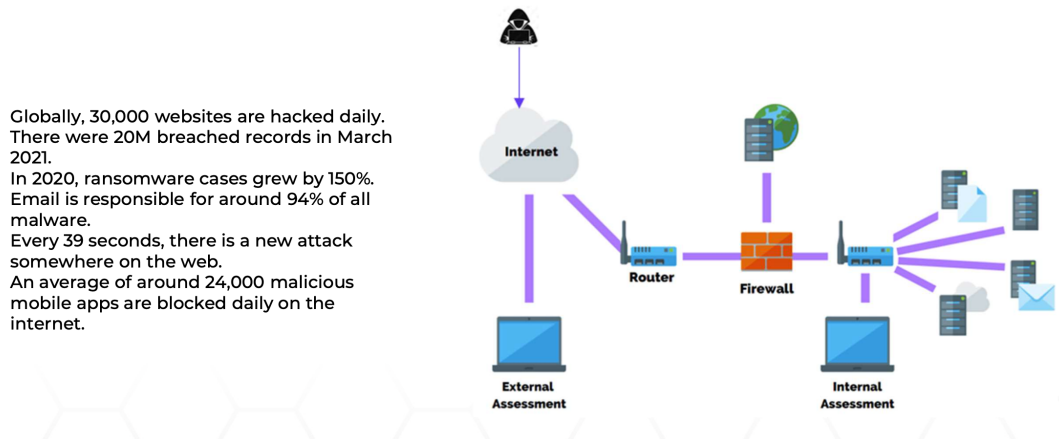 Globally, 30,000 websites are hacked daily.
There were 20M breached records in March
2021.
In 2020, ransomware cases grew by 150%.
Email is responsible for around 94% of all
malware.
Every 39 seconds, there is a new attack
somewhere on the web.
An average of around 24,000 malicious
mobile apps are blocked daily on the
internet.
Internet
Router
Firewall
External
Assessment
Internal
Assessment